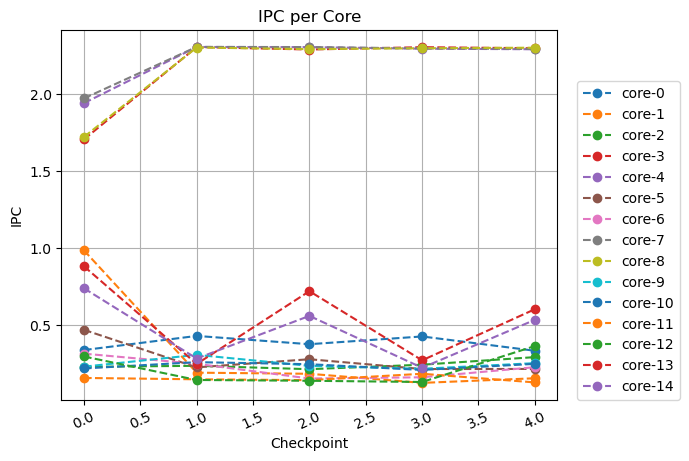 IPC per Core
2.0
1.5
1.0
0.5
IPC
0.0
0.5
1.0
1.5
2.0
2.5
3.0
3.5
4.0
Checkpoint
core-0
core-1
core-2
core-3
core-4
core-5
core-6
core-7
core-8
core-9
core-10
core-11
core-12
core-13
core-14